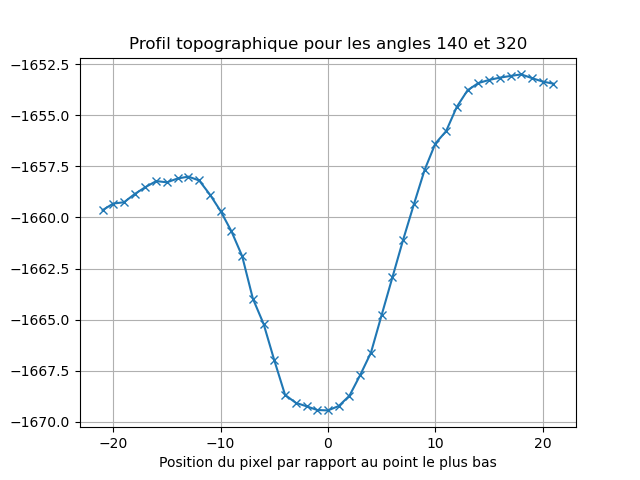 Profil topographique pour les angles 140 et 320
−1652.5
−1655.0
−1657.5
−1660.0
−1662.5
−1665.0
−1667.5
−1670.0
−20 −10 0 10 20
Position du pixel par rapport au point le plus bas